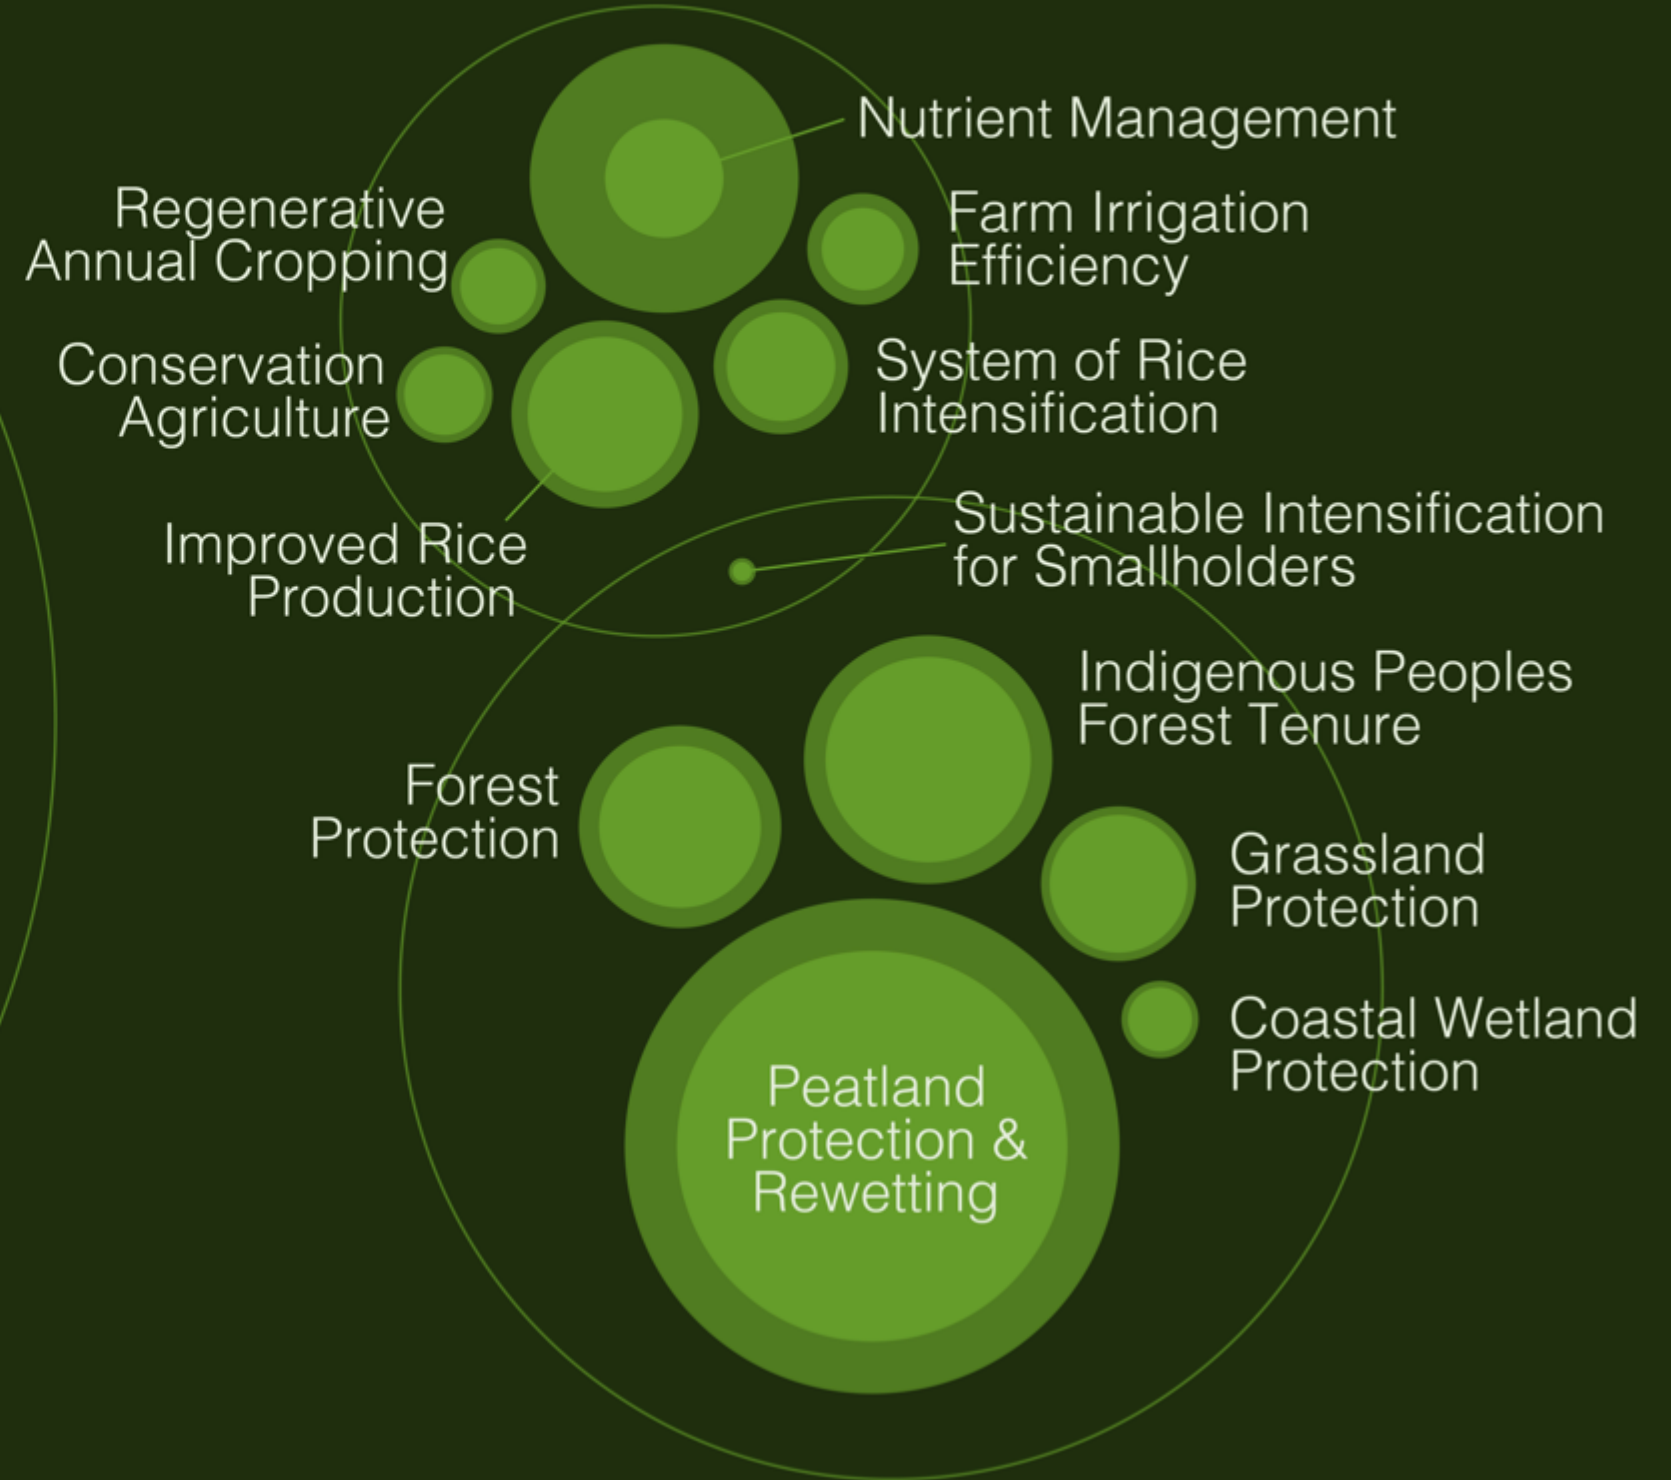 Nutrient Management
Regenerative
Annual Cropping
Farm Irrigation
Efficiency
Conservation
Agriculture
System of Rice
Intensification
Improved Rice
Production
Sustainable Intensification
for Smallholders
Indigenous Peoples
Forest Tenure
Forest
Protection
Grassland
Protection
Coastal Wetland
Protection
Peatland
Protection &
Rewetting